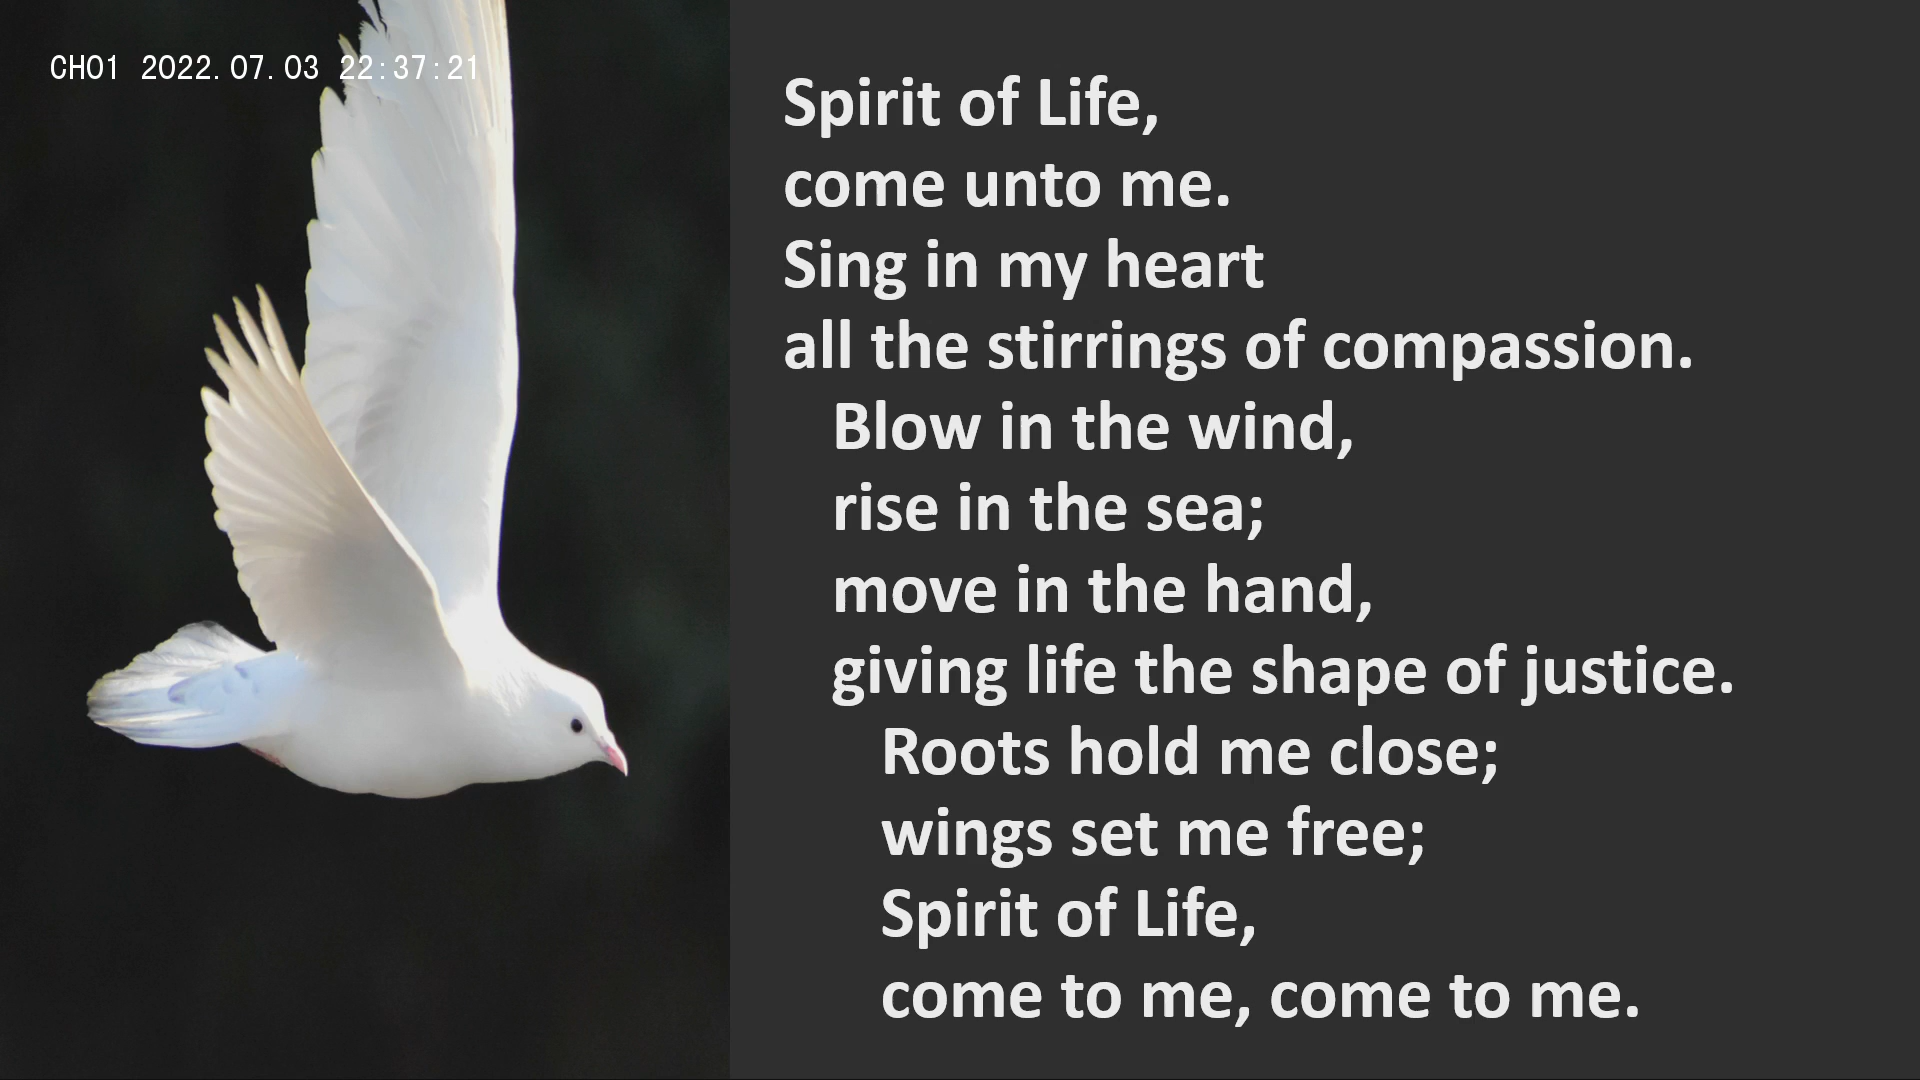 CH01 2022.07.03 22:37:21
Spirit of Life,
come unto me.
Sing in my heart
all the stirrings of compassion.
Blow in the wind,
rise in the sea;
move in the hand,
giving life the shape of justice.
Roots hold me close;
wings set me free;
Spirit of Life,
come to me, come to me.